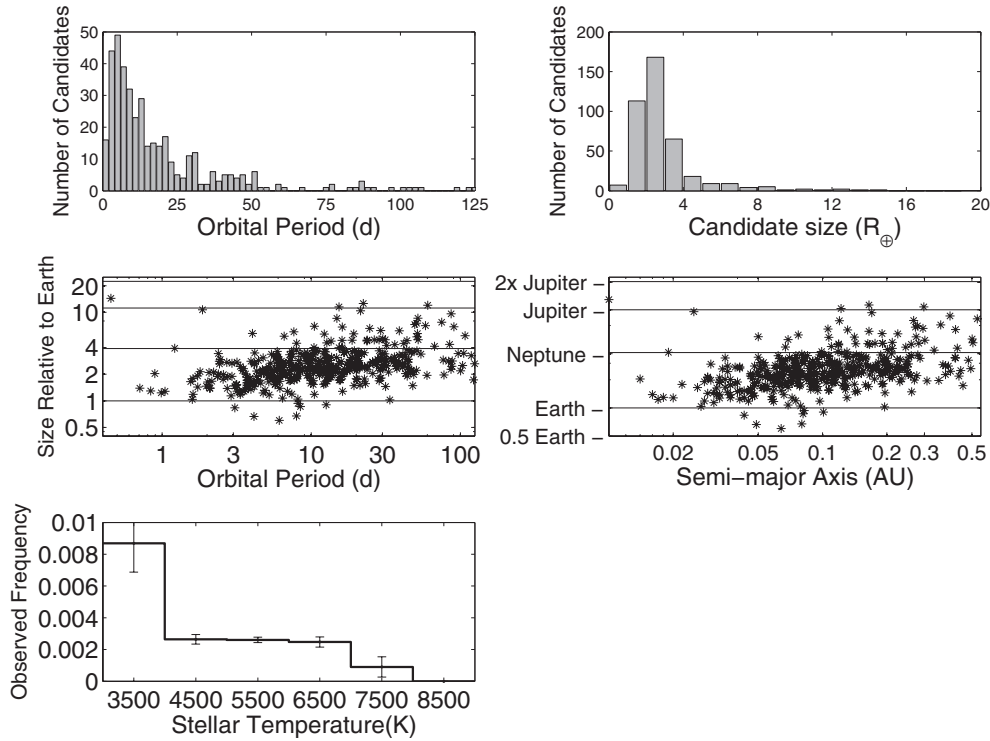 Number of Candidates
50
40
30
20
10
0
0 25 50 75 100 125
Orbital Period (d)
Number of Candidates
200
150
100
50
0
0 4 8 12 16 20
Candidate size (R⊕)
Size Relative to Earth
20
10
4
2
1
0.5
1 3 10 30 100
Orbital Period (d)
2x Jupiter
Jupiter
Neptune
Earth
0.5 Earth
0.02 0.05 0.1 0.2 0.3 0.5
Semi-major Axis (AU)
Observed Frequency
0.01
0.008
0.006
0.004
0.002
0
3500 4500 5500 6500 7500 8500
Stellar Temperature(K)